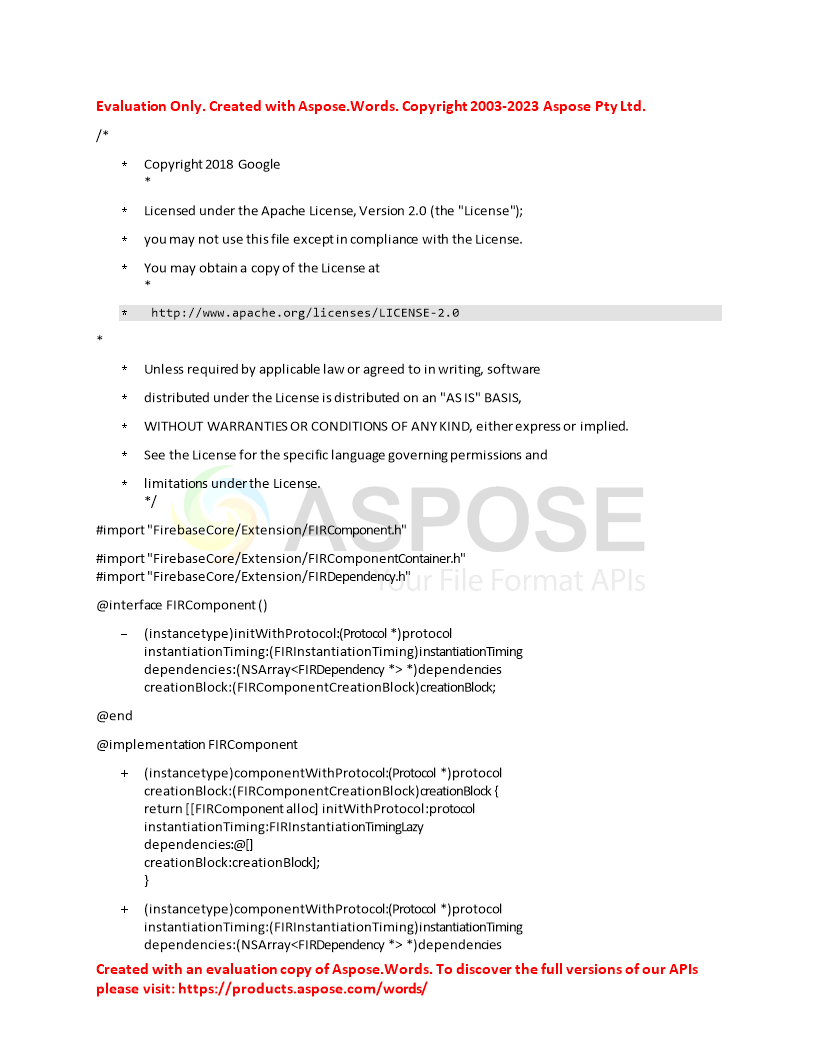 Evaluation Only. Created with Aspose.Words. Copyright 2003-2023 Aspose Pty Ltd.
/*
* Copyright 2018 Google
*
* Licensed under the Apache License, Version 2.0 (the "License");
* you may not use this file except in compliance with the License.
* You may obtain a copy of the License at
*
* http://www.apache.org/licenses/LICENSE-2.0
*
* Unless required by applicable law or agreed to in writing, software
* distributed under the License is distributed on an "AS IS" BASIS,
* WITHOUT WARRANTIES OR CONDITIONS OF ANY KIND, either express or implied.
* See the License for the specific language governing permissions and
* limitations under the License.
*/
ASPOSE
Your File Format APIs
#import "FirebaseCore/Extension/FIRComponent.h"
#import "FirebaseCore/Extension/FIRComponentContainer.h"
#import "FirebaseCore/Extension/FIRDependency.h"
@interface FIRComponent ()
– (instancetype)initWithProtocol:(Protocol *)protocol
instantiationTiming:(FIRInstantiationTiming)instantiationTiming
dependencies:(NSArray<FIRDependency *> *)dependencies
creationBlock:(FIRComponentCreationBlock)creationBlock;
@end
@implementation FIRComponent
+ (instancetype)componentWithProtocol:(Protocol *)protocol
creationBlock:(FIRComponentCreationBlock)creationBlock {
return [[FIRComponent alloc] initWithProtocol:protocol
instantiationTiming:FIRInstantiationTimingLazy
dependencies:@[]
creationBlock:creationBlock];
}
+ (instancetype)componentWithProtocol:(Protocol *)protocol
instantiationTiming:(FIRInstantiationTiming)instantiationTiming
dependencies:(NSArray<FIRDependency *> *)dependencies
Created with an evaluation copy of Aspose.Words. To discover the full versions of our APIs
please visit: https://products.aspose.com/words/